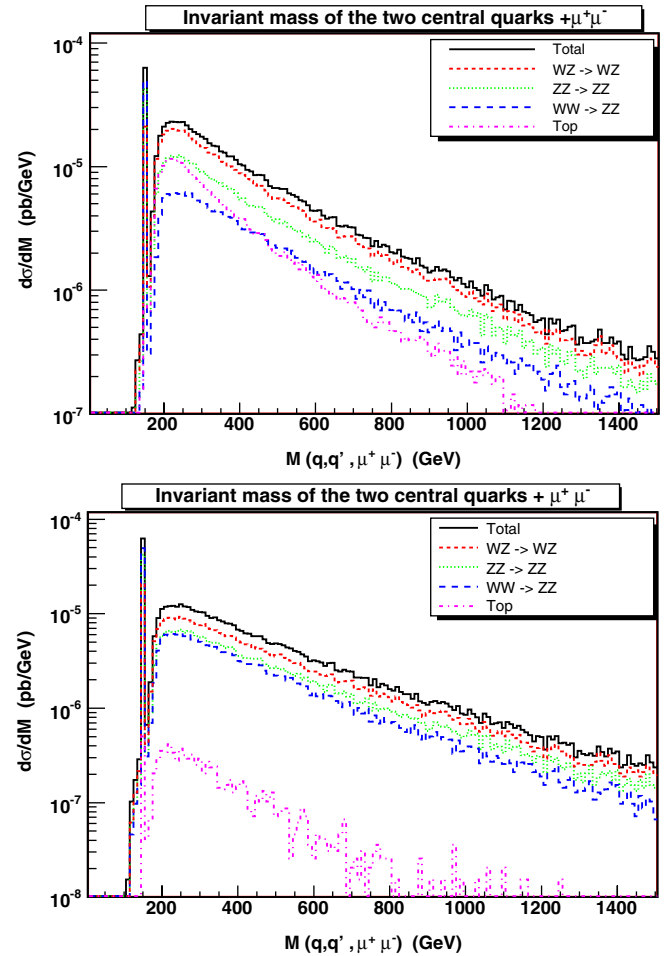 Invariant mass of the two central quarks +μ⁺μ⁻
10⁻⁴
Total
WZ -> WZ
ZZ -> ZZ
WW -> ZZ
Top
10⁻⁵
10⁻⁶
10⁻⁷
dσ/dM (pb/GeV)
200 400 600 800 1000 1200 1400
M (q,q' , μ⁺ μ⁻) (GeV)
Invariant mass of the two central quarks + μ⁺ μ⁻
10⁻⁴
Total
WZ -> WZ
ZZ -> ZZ
WW -> ZZ
Top
10⁻⁵
10⁻⁶
10⁻⁷
10⁻⁸
dσ/dM (pb/GeV)
200 400 600 800 1000 1200 1400
M (q,q' , μ⁺ μ⁻) (GeV)